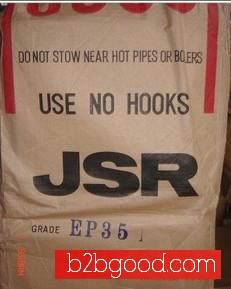 DO NOT STOW NEAR HOT PIPES OR BOILERS
USE NO HOOKS
JSR
GRADE EP35
b2bgood.com